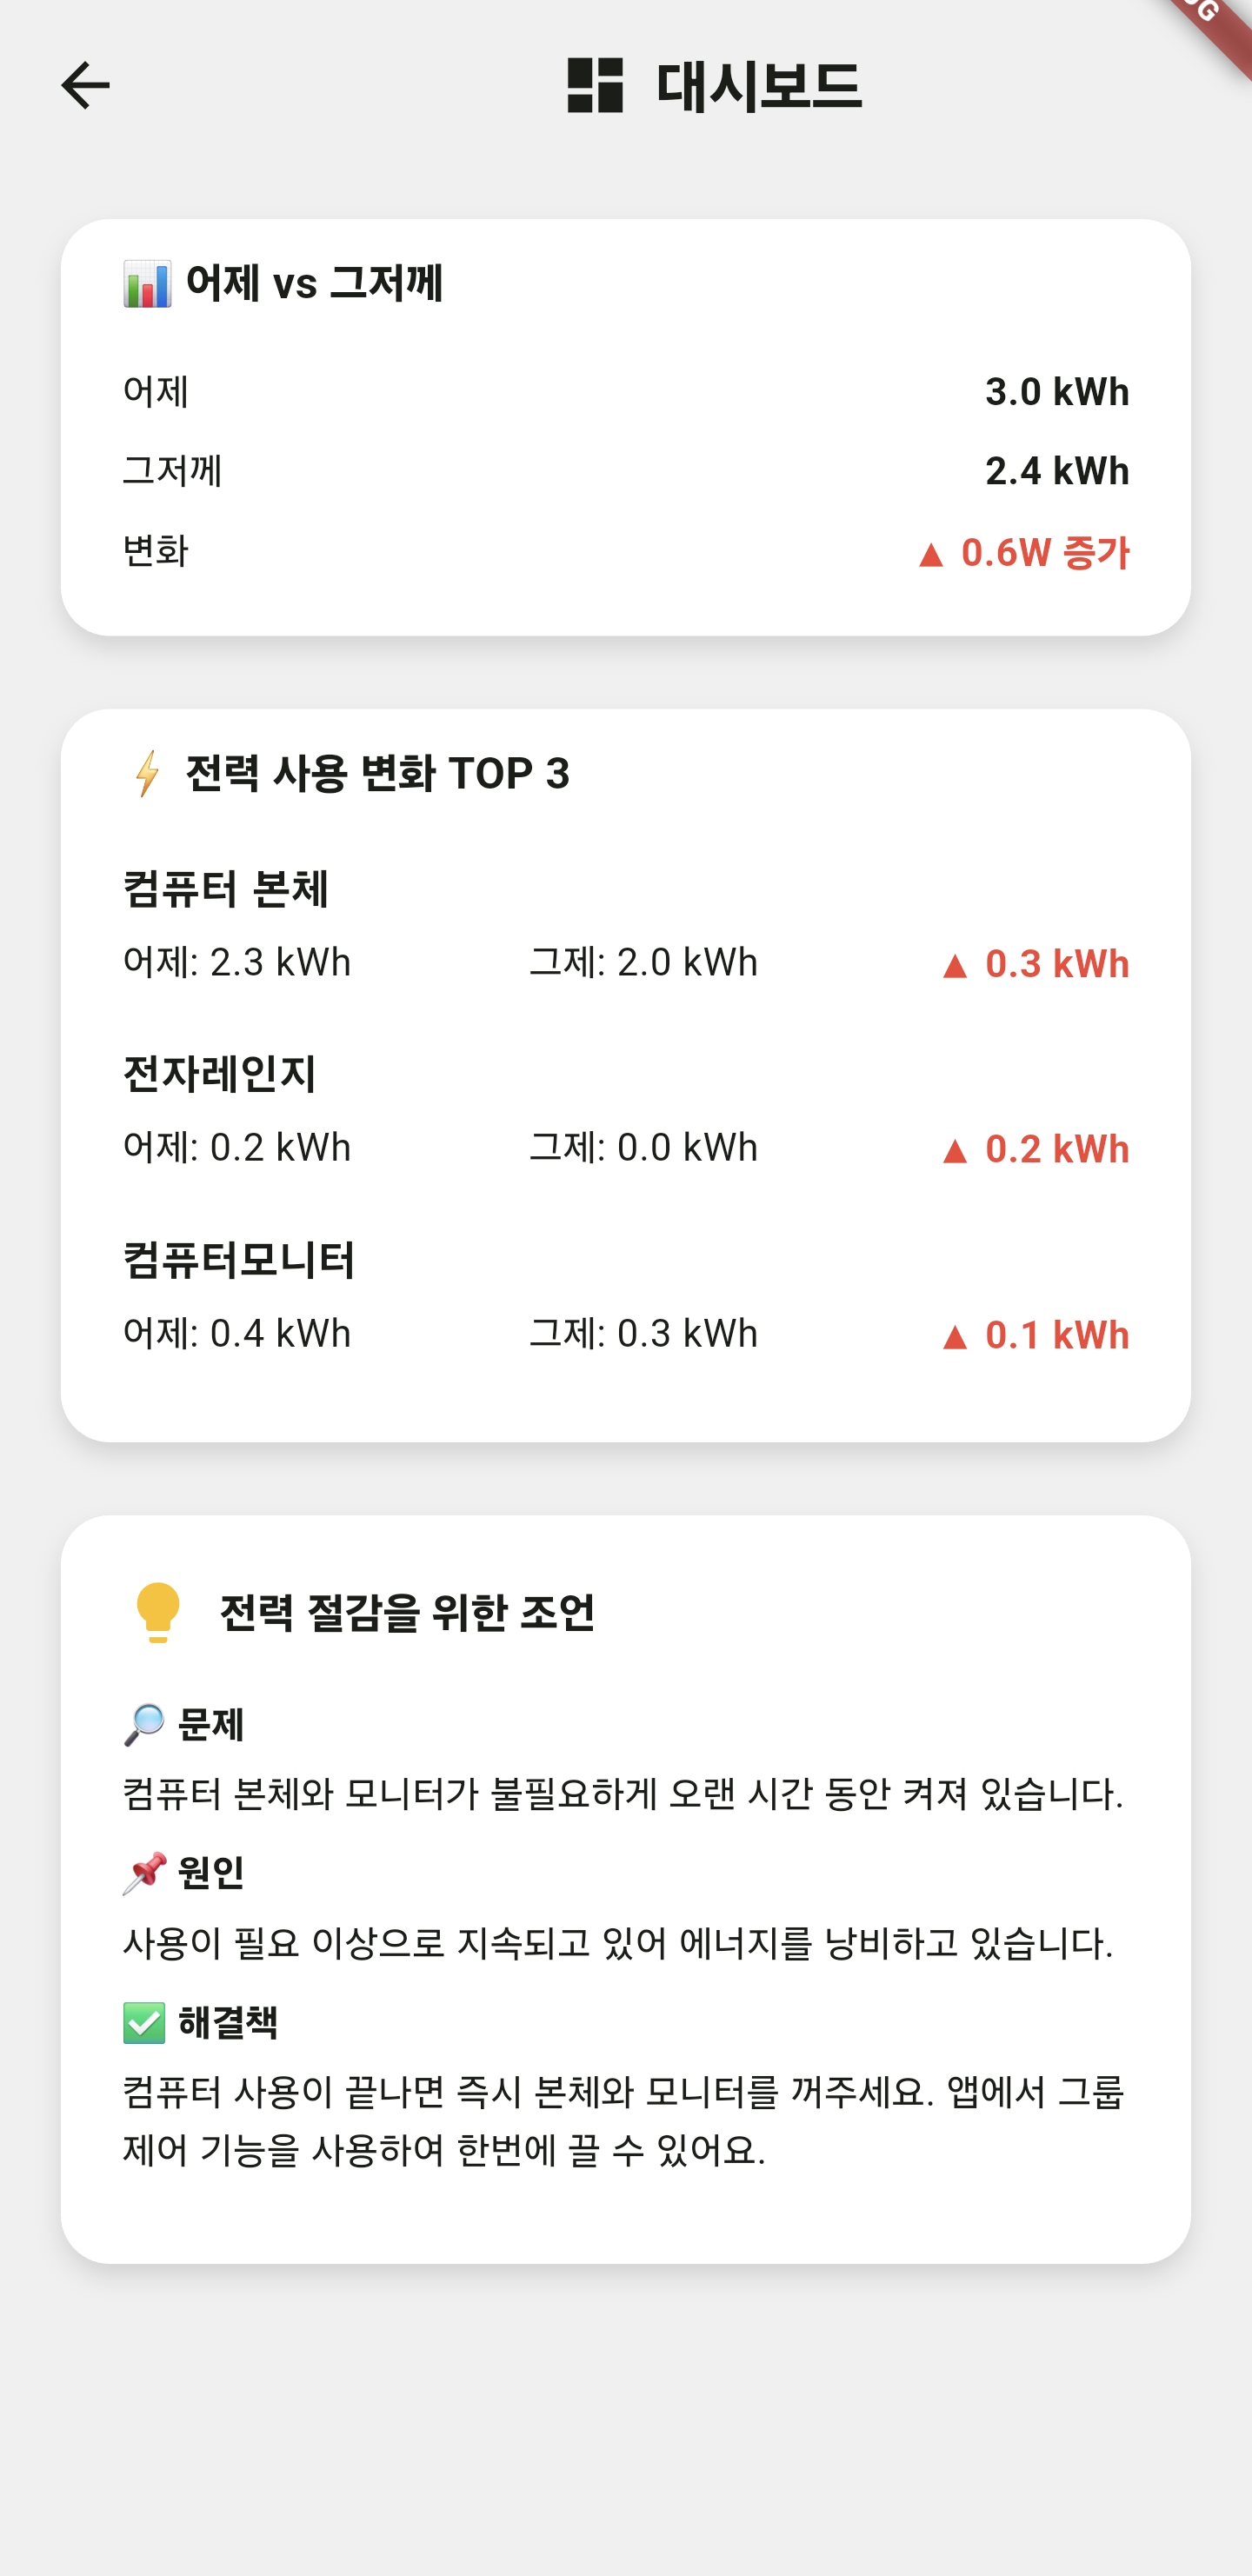 대시보드
어제 vs 그저께
어제 3.0 kWh
그저께 2.4 kWh
변화 ▲ 0.6W 증가
전력 사용 변화 TOP 3
컴퓨터 본체
어제: 2.3 kWh 그제: 2.0 kWh ▲ 0.3 kWh
전자레인지
어제: 0.2 kWh 그제: 0.0 kWh ▲ 0.2 kWh
컴퓨터모니터
어제: 0.4 kWh 그제: 0.3 kWh ▲ 0.1 kWh
전력 절감을 위한 조언
문제
컴퓨터 본체와 모니터가 불필요하게 오랜 시간 동안 켜져 있습니다.
원인
사용이 필요 이상으로 지속되고 있어 에너지를 낭비하고 있습니다.
해결책
컴퓨터 사용이 끝나면 즉시 본체와 모니터를 꺼주세요. 앱에서 그룹
제어 기능을 사용하여 한번에 끌 수 있어요.